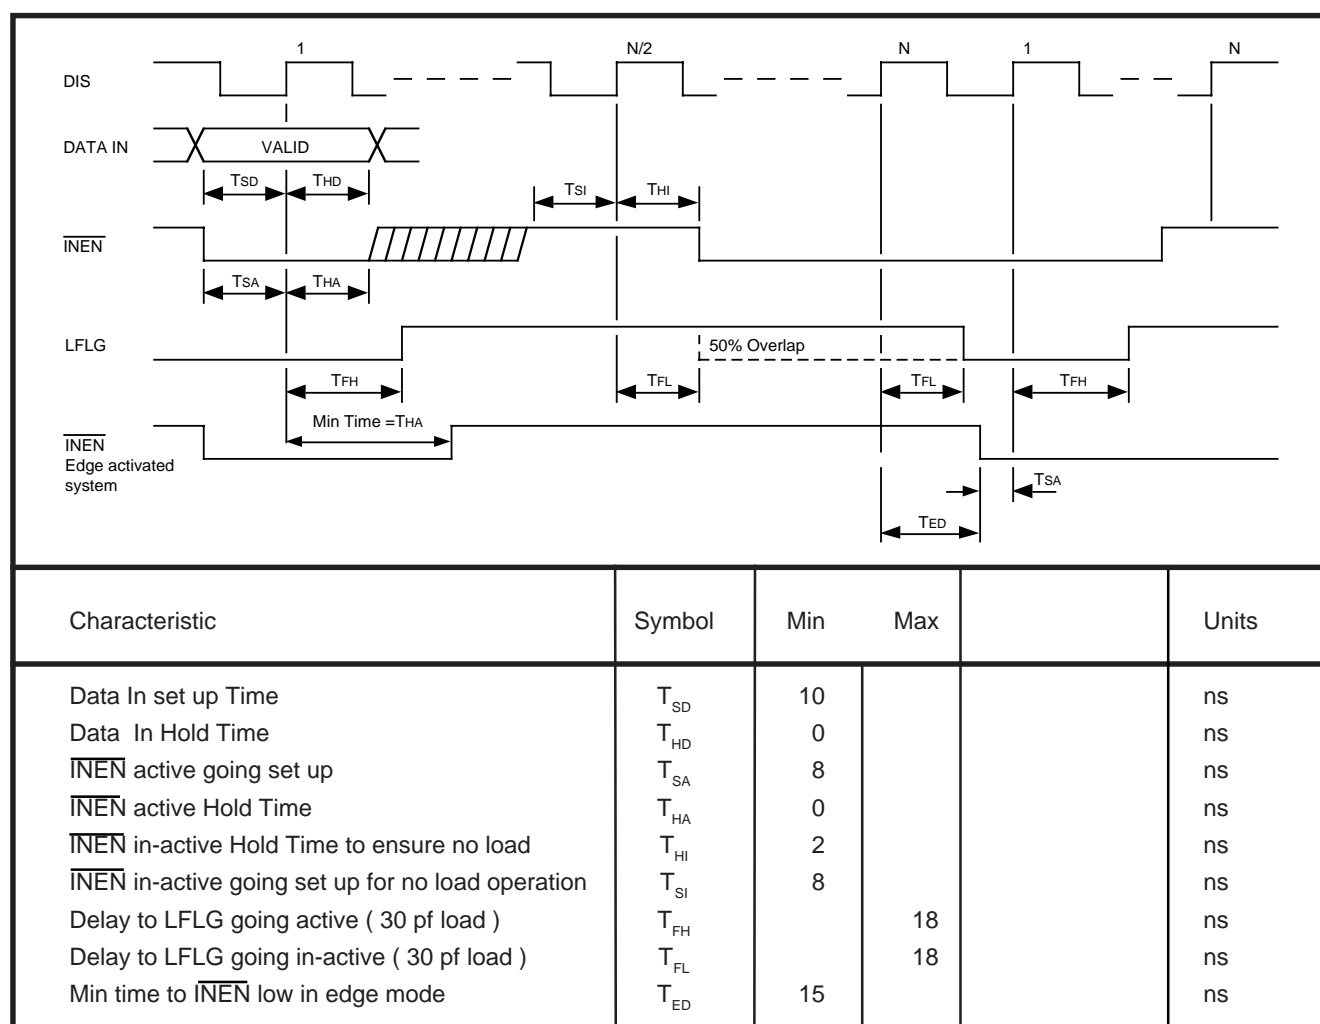 1 N/2 N 1 N
DIS
DATA IN VALID
TSD THD TSI THI
INEN
TSA THA
LFLG 50% Overlap
TFH TFL TFL TFH
Min Time =THA
INEN
Edge activated
system
TSA
TED
Characteristic Symbol Min Max Units
Data In set up Time TSD 10 ns
Data In Hold Time THD 0 ns
INEN active going set up TSA 8 ns
INEN active Hold Time THA 0 ns
INEN in-active Hold Time to ensure no load THI 2 ns
INEN in-active going set up for no load operation TSI 8 ns
Delay to LFLG going active ( 30 pf load ) TFH 18 ns
Delay to LFLG going in-active ( 30 pf load ) TFL 18 ns
Min time to INEN low in edge mode TED 15 ns